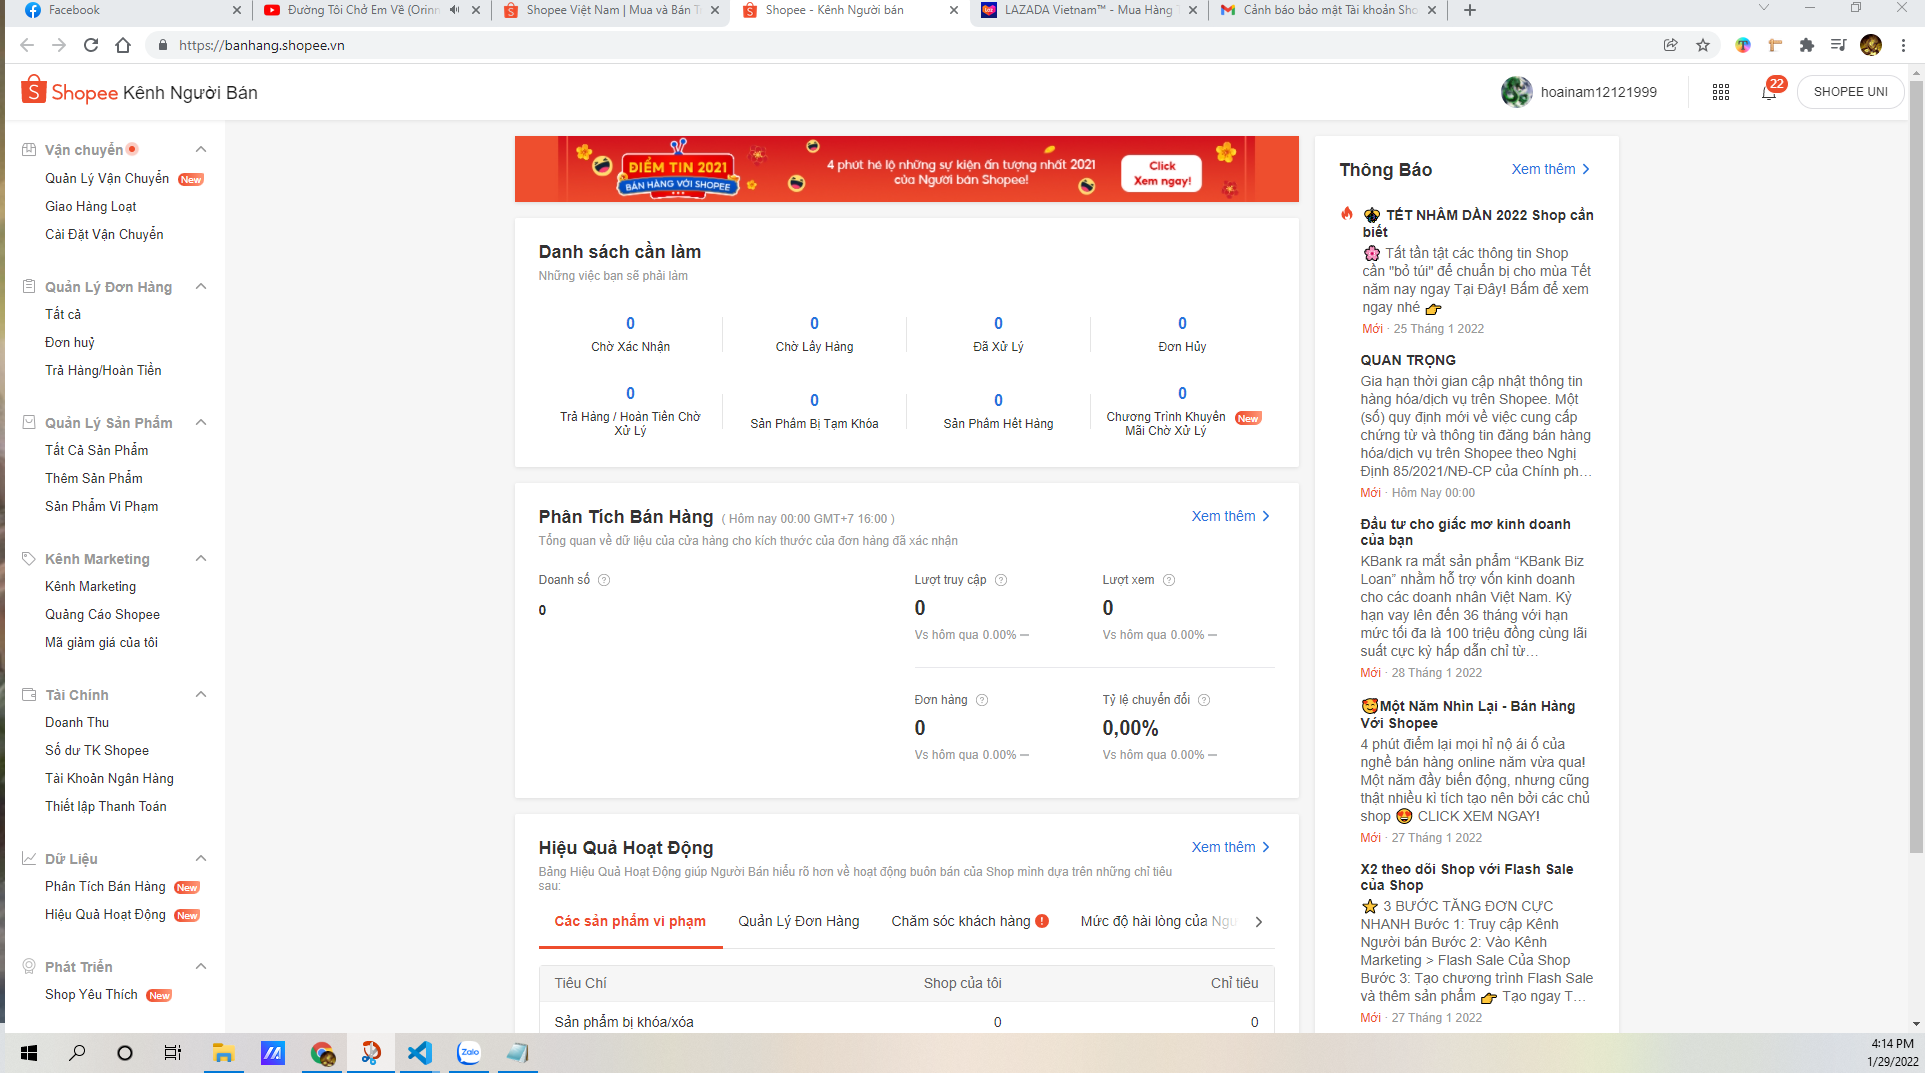 Facebook
Đường Tôi Chở Em Về (Orinn
Shopee Việt Nam | Mua và Bán T
Shopee - Kênh Người bán
LAZADA Vietnam™ - Mua Hàng T
Cảnh báo bảo mật Tài khoản Sho
https://banhang.shopee.vn
Shopee Kênh Người Bán
hoainam12121999
22
SHOPEE UNI
Vận chuyển
Quản Lý Vận Chuyển New
Giao Hàng Loạt
Cài Đặt Vận Chuyển
Quản Lý Đơn Hàng
Tất cả
Đơn huỷ
Trả Hàng/Hoàn Tiền
Quản Lý Sản Phẩm
Tất Cả Sản Phẩm
Thêm Sản Phẩm
Sản Phẩm Vi Phạm
Kênh Marketing
Kênh Marketing
Quảng Cáo Shopee
Mã giảm giá của tôi
Tài Chính
Doanh Thu
Số dư TK Shopee
Tài Khoản Ngân Hàng
Thiết lập Thanh Toán
Dữ Liệu
Phân Tích Bán Hàng New
Hiệu Quả Hoạt Động New
Phát Triển
Shop Yêu Thích New
ĐIỂM TIN 2021
BÁN HÀNG VỚI SHOPEE
4 phút hé lộ những sự kiện ấn tượng nhất 2021
của Người bán Shopee!
Click
Xem ngay!
Danh sách cần làm
Những việc bạn sẽ phải làm
0
Chờ Xác Nhận
0
Chờ Lấy Hàng
0
Đã Xử Lý
0
Đơn Hủy
0
Trả Hàng / Hoàn Tiền Chờ
Xử Lý
0
Sản Phẩm Bị Tạm Khóa
0
Sản Phẩm Hết Hàng
0
Chương Trình Khuyến
Mãi Chờ Xử Lý
New
Phân Tích Bán Hàng ( Hôm nay 00:00 GMT+7 16:00 )
Xem thêm
Tổng quan về dữ liệu của cửa hàng cho kích thước của đơn hàng đã xác nhận
Doanh số
0
Lượt truy cập
0
Vs hôm qua 0.00% —
Lượt xem
0
Vs hôm qua 0.00% —
Đơn hàng
0
Vs hôm qua 0.00% —
Tỷ lệ chuyển đổi
0,00%
Vs hôm qua 0.00% —
Hiệu Quả Hoạt Động
Xem thêm
Bảng Hiệu Quả Hoạt Động giúp Người Bán hiểu rõ hơn về hoạt động buôn bán của Shop mình dựa trên những chỉ tiêu
sau:
Các sản phẩm vi phạm
Quản Lý Đơn Hàng
Chăm sóc khách hàng
Mức độ hài lòng của Ngư
Tiêu Chí
Shop của tôi
Chỉ tiêu
Sản phẩm bị khóa/xóa
0
0
Thông Báo
Xem thêm
TẾT NHÂM DẦN 2022 Shop cần
biết
Tất tần tật các thông tin Shop
cần "bỏ túi" để chuẩn bị cho mùa Tết
năm nay ngay Tại Đây! Bấm để xem
ngay nhé
Mới · 25 Tháng 1 2022
QUAN TRỌNG
Gia hạn thời gian cập nhật thông tin
hàng hóa/dịch vụ trên Shopee. Một
(số) quy định mới về việc cung cấp
chứng từ và thông tin đăng bán hàng
hóa/dịch vụ trên Shopee theo Nghị
Định 85/2021/NĐ-CP của Chính ph…
Mới · Hôm Nay 00:00
Đầu tư cho giấc mơ kinh doanh
của bạn
KBank ra mắt sản phẩm “KBank Biz
Loan” nhằm hỗ trợ vốn kinh doanh
cho các doanh nhân Việt Nam. Kỳ
hạn vay lên đến 36 tháng với hạn
mức tối đa là 100 triệu đồng cùng lãi
suất cực kỳ hấp dẫn chỉ từ…
Mới · 28 Tháng 1 2022
Một Năm Nhìn Lại - Bán Hàng
Với Shopee
4 phút điểm lại mọi hỉ nộ ái ố của
nghề bán hàng online năm vừa qua!
Một năm đầy biến động, nhưng cũng
thật nhiều kì tích tạo nên bởi các chủ
shop CLICK XEM NGAY!
Mới · 27 Tháng 1 2022
X2 theo dõi Shop với Flash Sale
của Shop
3 BƯỚC TĂNG ĐƠN CỰC
NHANH Bước 1: Truy cập Kênh
Người bán Bước 2: Vào Kênh
Marketing > Flash Sale Của Shop
Bước 3: Tạo chương trình Flash Sale
và thêm sản phẩm Tạo ngay T…
Mới · 27 Tháng 1 2022
Zalo
4:14 PM
1/29/2022